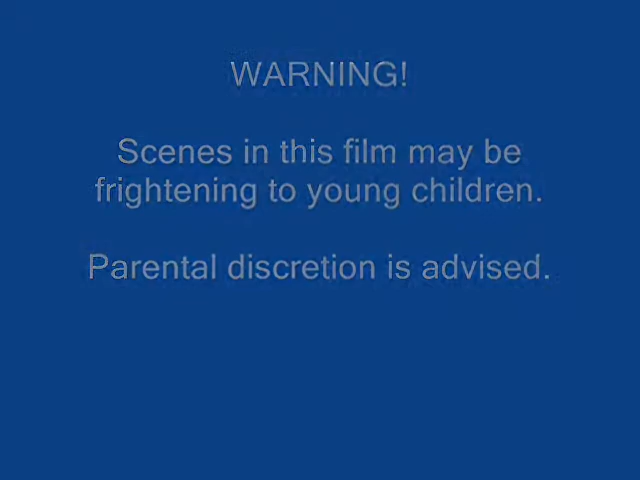 WARNING!
Scenes in this film may be
frightening to young children.
Parental discretion is advised.